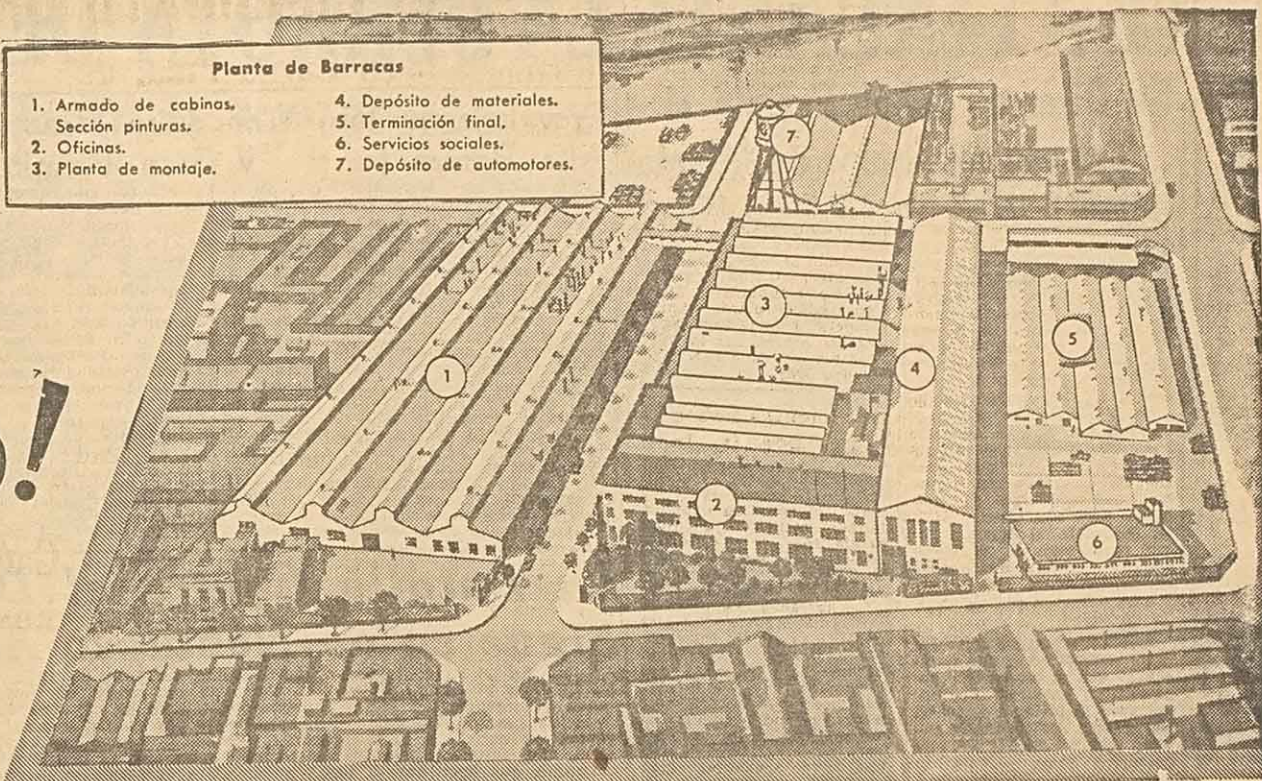 Planta de Barracas
1. Armado de cabinas.
Sección pinturas.
2. Oficinas.
3. Planta de montaje.
4. Depósito de materiales.
5. Terminación final.
6. Servicios sociales.
7. Depósito de automotores.
7
3
1
4
5
2
6
!